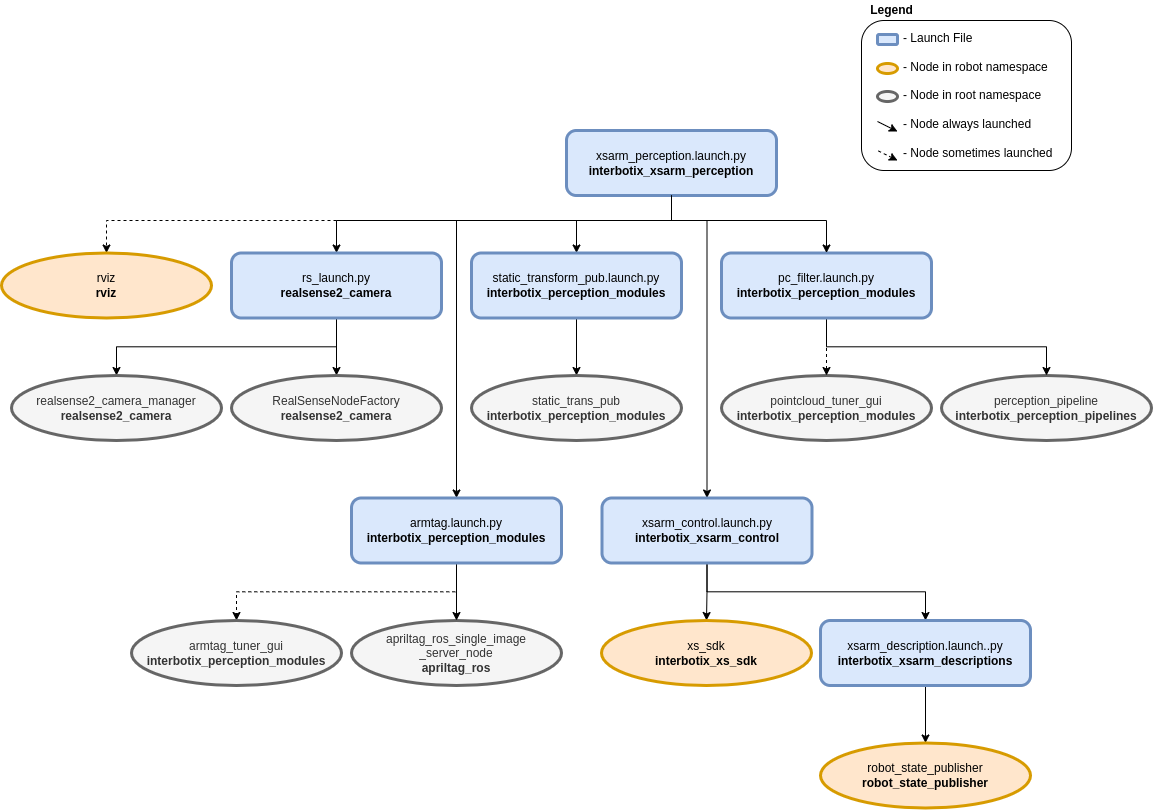 Legend
- Launch File
- Node in robot namespace
- Node in root namespace
- Node always launched
- Node sometimes launched
xsarm_perception.launch.py
interbotix_xsarm_perception
rviz
rviz
rs_launch.py
realsense2_camera
static_transform_pub.launch.py
interbotix_perception_modules
pc_filter.launch.py
interbotix_perception_modules
realsense2_camera_manager
realsense2_camera
RealSenseNodeFactory
realsense2_camera
static_trans_pub
interbotix_perception_modules
pointcloud_tuner_gui
interbotix_perception_modules
perception_pipeline
interbotix_perception_pipelines
armtag.launch.py
interbotix_perception_modules
xsarm_control.launch.py
interbotix_xsarm_control
armtag_tuner_gui
interbotix_perception_modules
apriltag_ros_single_image
_server_node
apriltag_ros
xs_sdk
interbotix_xs_sdk
xsarm_description.launch..py
interbotix_xsarm_descriptions
robot_state_publisher
robot_state_publisher